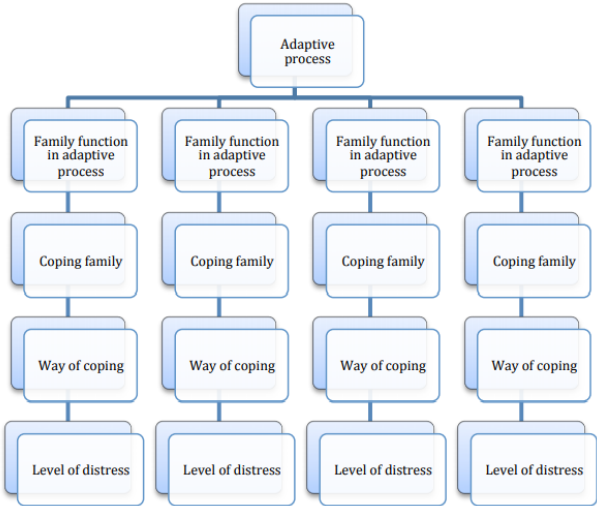 Adaptive
process
Family function
in adaptive
process
Family function
in adaptive
process
Family function
in adaptive
process
Family function
in adaptive
process
Coping family
Coping family
Coping family
Coping family
Way of coping
Way of coping
Way of coping
Way of coping
Level of distress
Level of distress
Level of distress
Level of distress